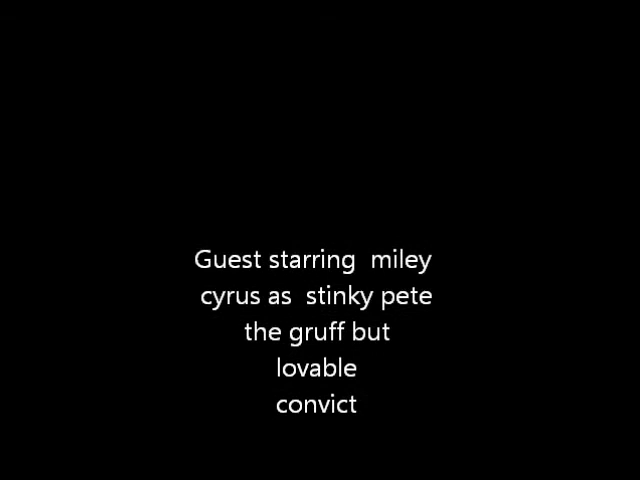 Guest starring  miley
cyrus as  stinky pete
the gruff but
lovable
convict